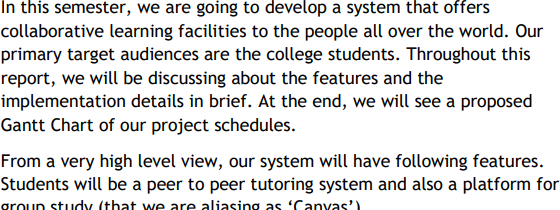 In this semester, we are going to develop a system that offers
collaborative learning facilities to the people all over the world. Our
primary target audiences are the college students. Throughout this
report, we will be discussing about the features and the
implementation details in brief. At the end, we will see a proposed
Gantt Chart of our project schedules.
From a very high level view, our system will have following features.
Students will be a peer to peer tutoring system and also a platform for
group study (that we are aliasing as ‘Canvas’)